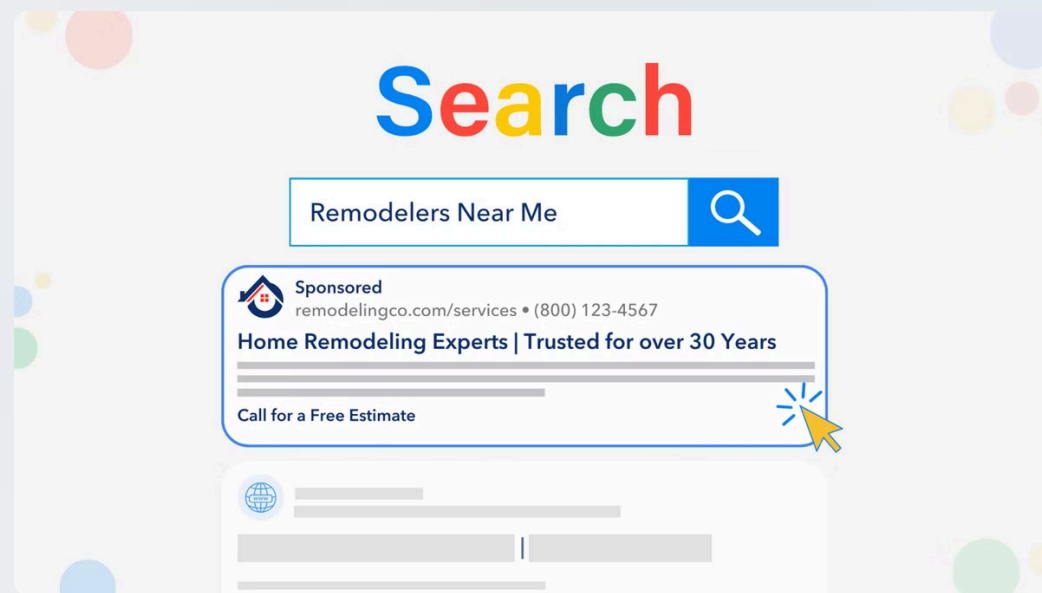 Search
Remodelers Near Me
Sponsored
remodelingco.com/services • (800) 123-4567
Home Remodeling Experts | Trusted for over 30 Years
Call for a Free Estimate
www